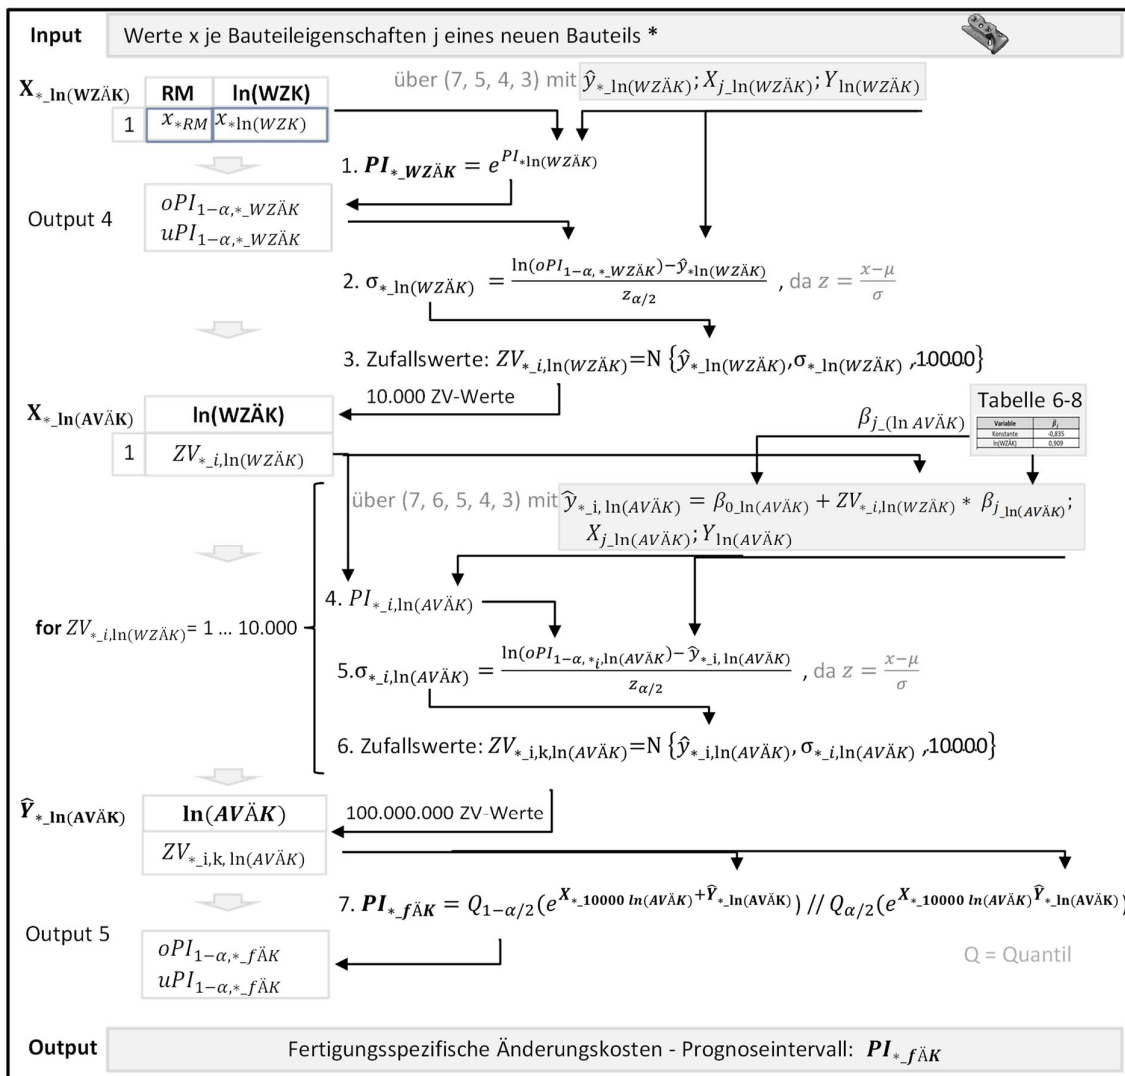 Input Werte x je Bauteileigenschaften j eines neuen Bauteils *
X*_ln(WZÄK) RM ln(WZK)
über (7, 5, 4, 3) mit ŷ*_ln(WZÄK); Xj_ln(WZÄK); Yln(WZÄK)
1 x*RM x*ln(WZK)
1. PI*_WZÄK = e^PI*ln(WZÄK)
Output 4
oPI1−α,*_WZÄK
uPI1−α,*_WZÄK
2. σ*_ln(WZÄK) = (ln(oPI1−α,*_WZÄK)−ŷ*ln(WZÄK)) / zα/2 , da z = (x−μ)/σ
3. Zufallswerte: ZV*_i,ln(WZÄK)=N {ŷ*_ln(WZÄK),σ*_ln(WZÄK) ,10000}
10.000 ZV-Werte
X*_ln(AVÄK) ln(WZÄK)
1 ZV*_i,ln(WZÄK)
βj_(ln AVÄK)
Tabelle 6-8
Variable β̂j
Konstante -0,835
ln(WZÄK) 0,909
über (7, 6, 5, 4, 3) mit ŷ*_i, ln(AVÄK) = β0_ln(AVÄK) + ZV*_i,ln(WZÄK) * βj_ln(AVÄK);
Xj_ln(AVÄK); Yln(AVÄK)
for ZV*_i,ln(WZÄK)= 1 ... 10.000
4. PI*_i,ln(AVÄK)
5.σ*_i,ln(AVÄK) = (ln(oPI1−α,*i,ln(AVÄK))−ŷ*_i, ln(AVÄK)) / zα/2 , da z = (x−μ)/σ
6. Zufallswerte: ZV*_i,k,ln(AVÄK)=N {ŷ*_i,ln(AVÄK), σ*_i,ln(AVÄK) ,10000}
Ŷ*_ln(AVÄK) ln(AVÄK)
100.000.000 ZV-Werte
ZV*_i,k, ln(AVÄK)
7. PI*_fÄK = Q1−α/2(e^X*_10000 ln(AVÄK)+Ŷ*_ln(AVÄK)) // Qα/2(e^X*_10000 ln(AVÄK)Ŷ*_ln(AVÄK))
Output 5
oPI1−α,*_fÄK
uPI1−α,*_fÄK
Q = Quantil
Output Fertigungsspezifische Änderungskosten - Prognoseintervall: PI*_fÄK